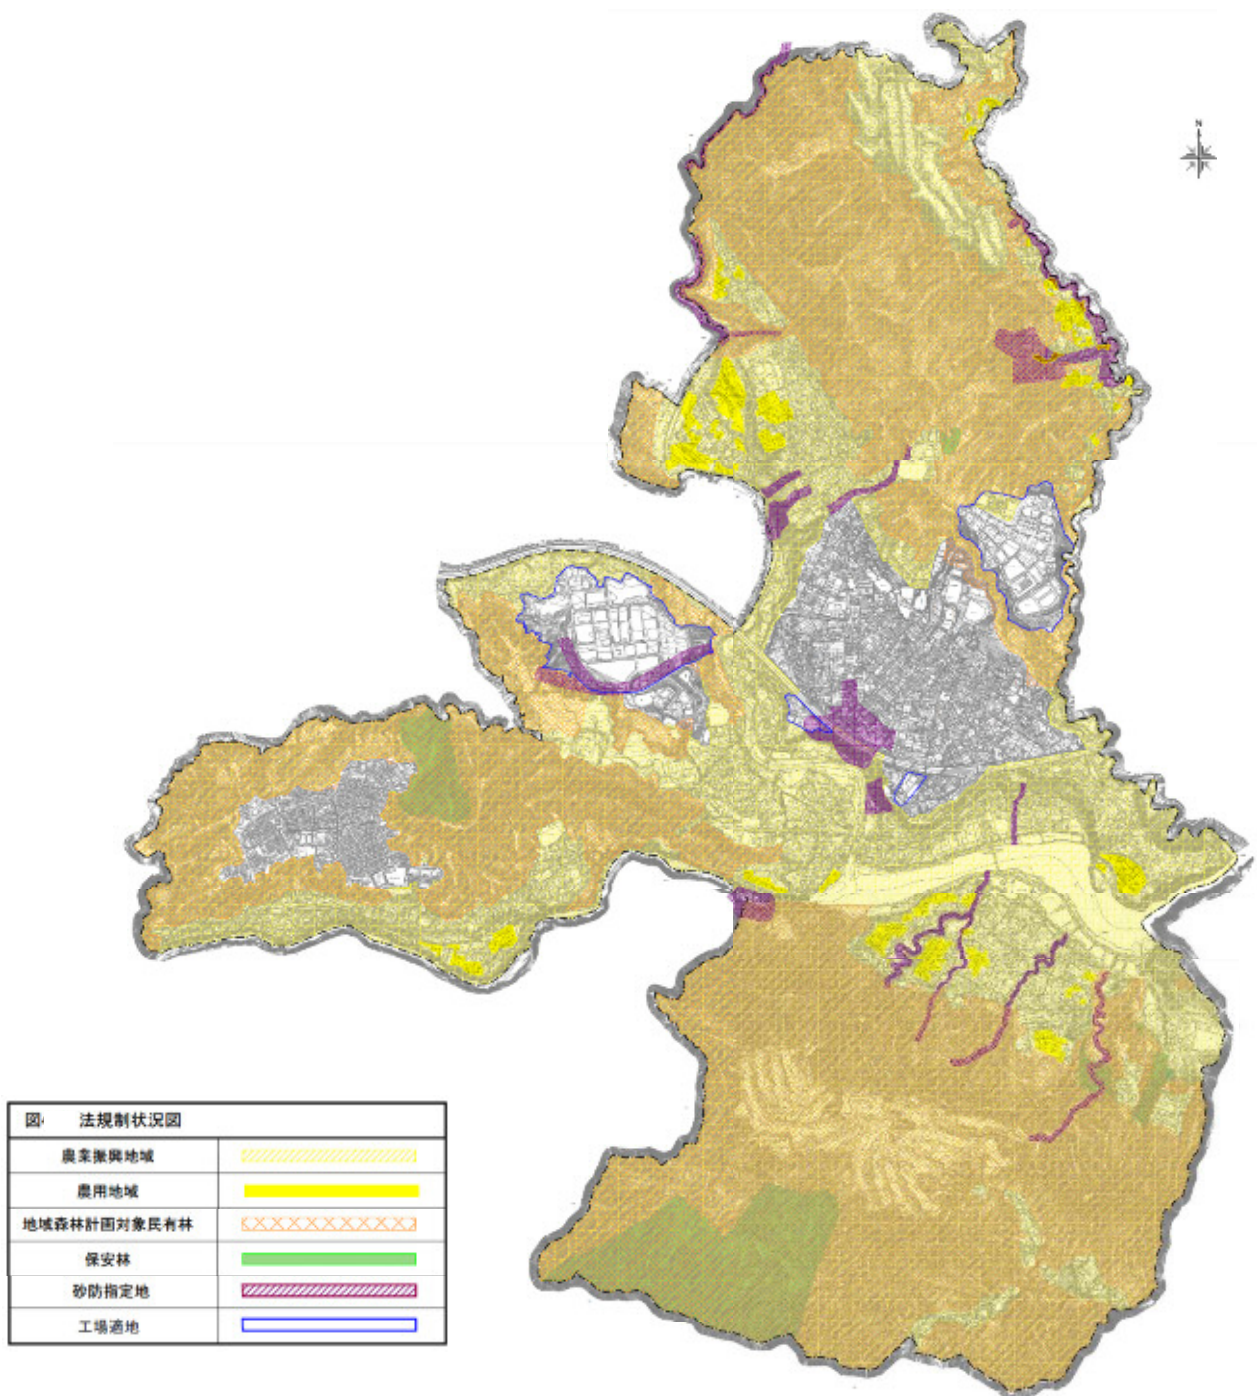 N
図 法規制状況図
農業振興地域
農用地域
地域森林計画対象民有林
保安林
砂防指定地
工場適地